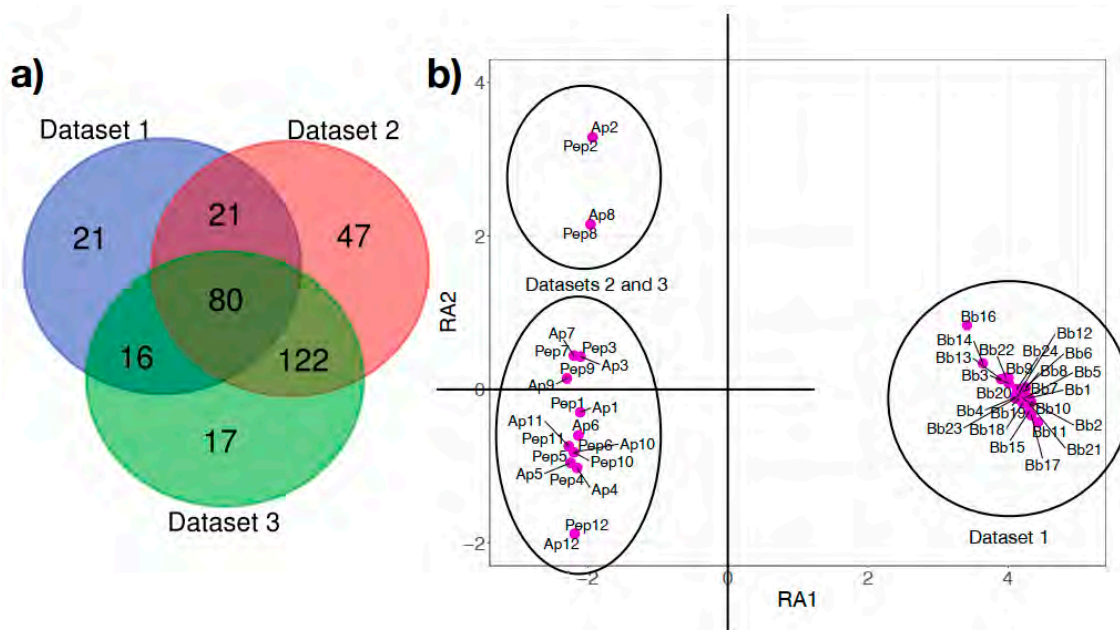 a)
Dataset 1
Dataset 2
21
21
47
80
16
122
17
Dataset 3
b)
4
2
0
−2
RA2
Ap2
Pep2
Ap8
Pep8
Datasets 2 and 3
Ap7
Pep7
Pep3
Pep9
Ap3
Ap9
Pep1
Ap1
Ap11
Ap6
Pep11
Pep6
Ap10
Pep5
Pep10
Ap5
Pep4
Ap4
Pep12
Ap12
Bb16
Bb14
Bb12
Bb22
Bb24
Bb6
Bb13
Bb9
Bb8
Bb5
Bb3
Bb7
Bb1
Bb20
Bb4
Bb19
Bb10
Bb23
Bb18
Bb11
Bb2
Bb15
Bb21
Bb17
Dataset 1
−2
0
2
4
RA1